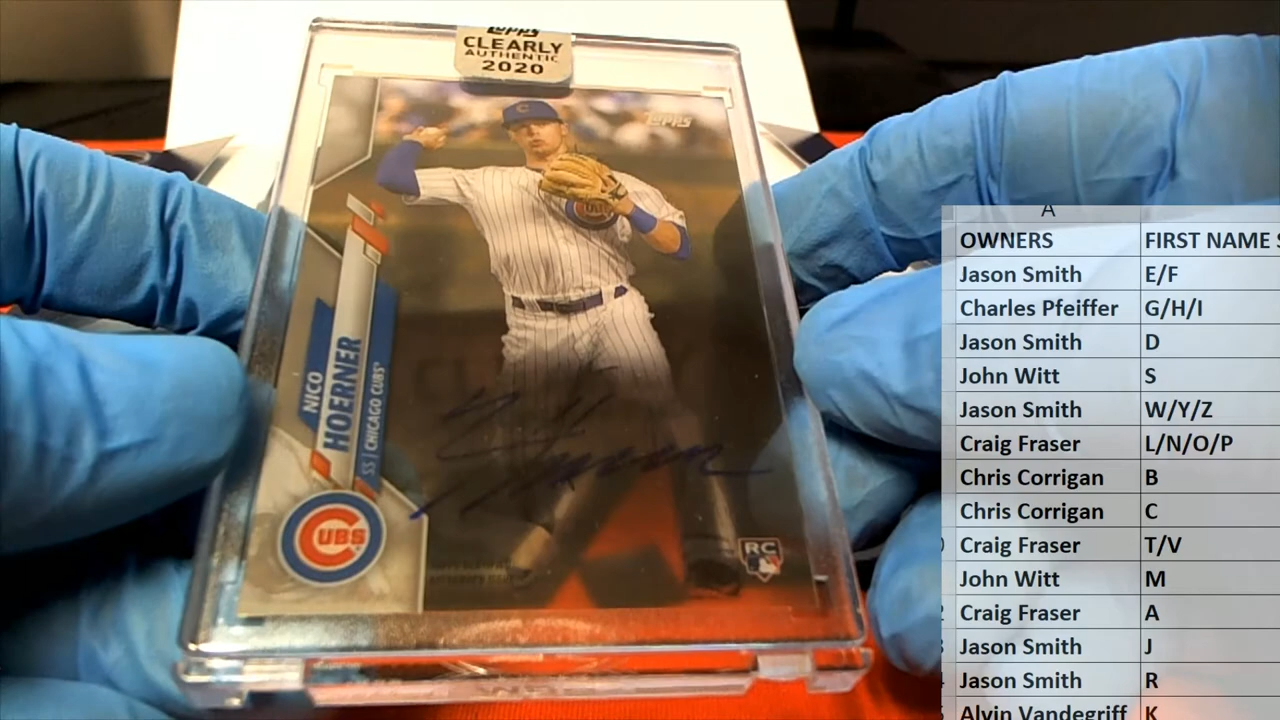 Topps
CLEARLY
AUTHENTIC
2020
Topps
NICO
HOERNER
SS | CHICAGO CUBS
CUBS
RC
A
OWNERS
FIRST NAME S
Jason Smith
E/F
Charles Pfeiffer
G/H/I
Jason Smith
D
John Witt
S
Jason Smith
W/Y/Z
Craig Fraser
L/N/O/P
Chris Corrigan
B
Chris Corrigan
C
Craig Fraser
T/V
John Witt
M
Craig Fraser
A
Jason Smith
J
Jason Smith
R
Alvin Vandegriff
K